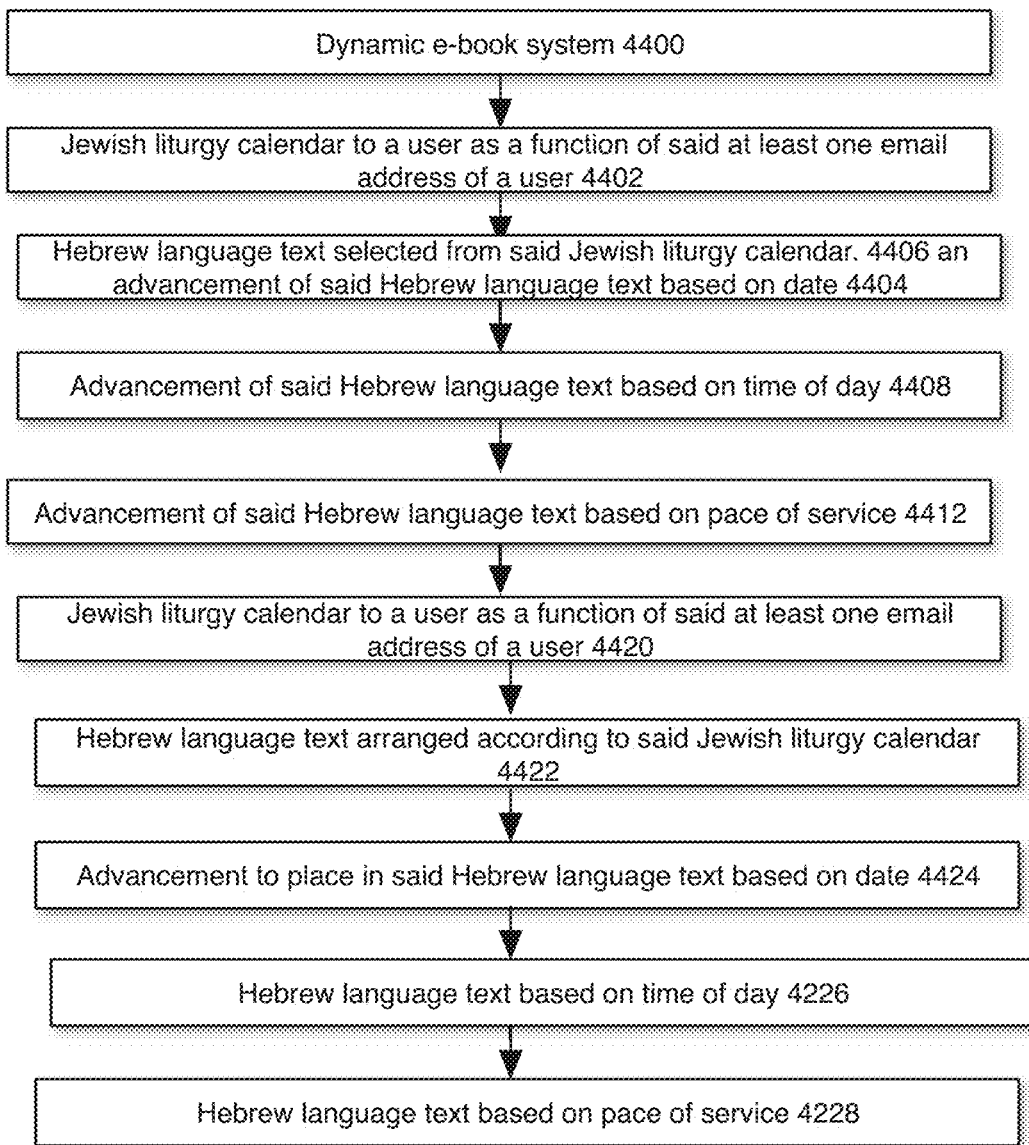 Dynamic e-book system 4400
Jewish liturgy calendar to a user as a function of said at least one email
address of a user 4402
Hebrew language text selected from said Jewish liturgy calendar. 4406 an
advancement of said Hebrew language text based on date 4404
Advancement of said Hebrew language text based on time of day 4408
Advancement of said Hebrew language text based on pace of service 4412
Jewish liturgy calendar to a user as a function of said at least one email
address of a user 4420
Hebrew language text arranged according to said Jewish liturgy calendar
4422
Advancement to place in said Hebrew language text based on date 4424
Hebrew language text based on time of day 4226
Hebrew language text based on pace of service 4228